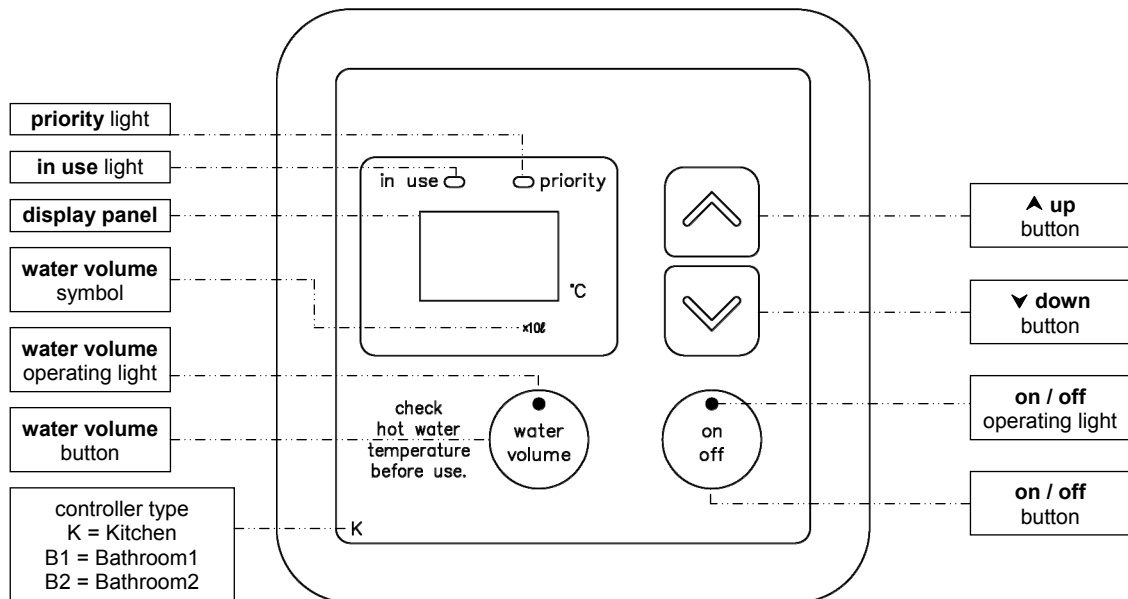 priority light
in use light
display panel
water volume
symbol
water volume
operating light
water volume
button
controller type
K = Kitchen
B1 = Bathroom1
B2 = Bathroom2
in use
priority
°C
×10ℓ
check
hot water
temperature
before use.
water
volume
on
off
K
⮝ up
button
⮟ down
button
on / off
operating light
on / off
button